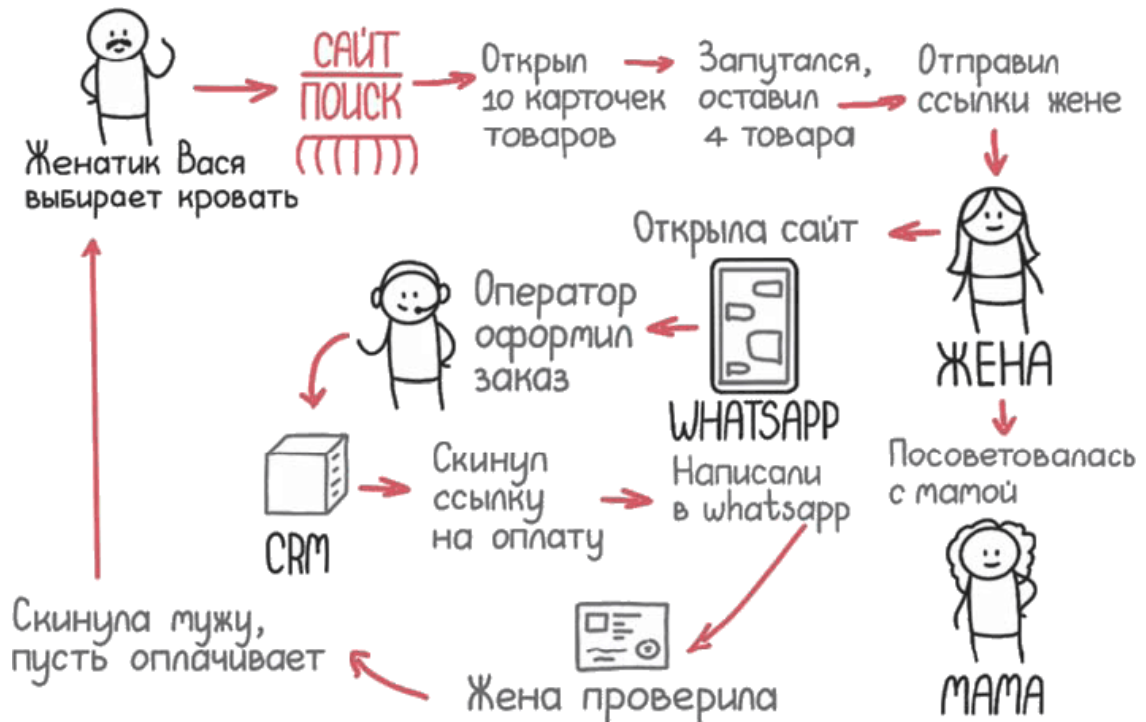 Женатик Вася
выбирает кровать
САЙТ
ПОИСК
Открыл
10 карточек
товаров
Запутался,
оставил
4 товара
Отправил
ссылки жене
ЖЕНА
Посоветовалась
с мамой
МАМА
Открыла сайт
WHATSAPP
Оператор
оформил
заказ
CRM
Скинул
ссылку
на оплату
Написали
в whatsapp
Жена проверила
Скинула мужу,
пусть оплачивает